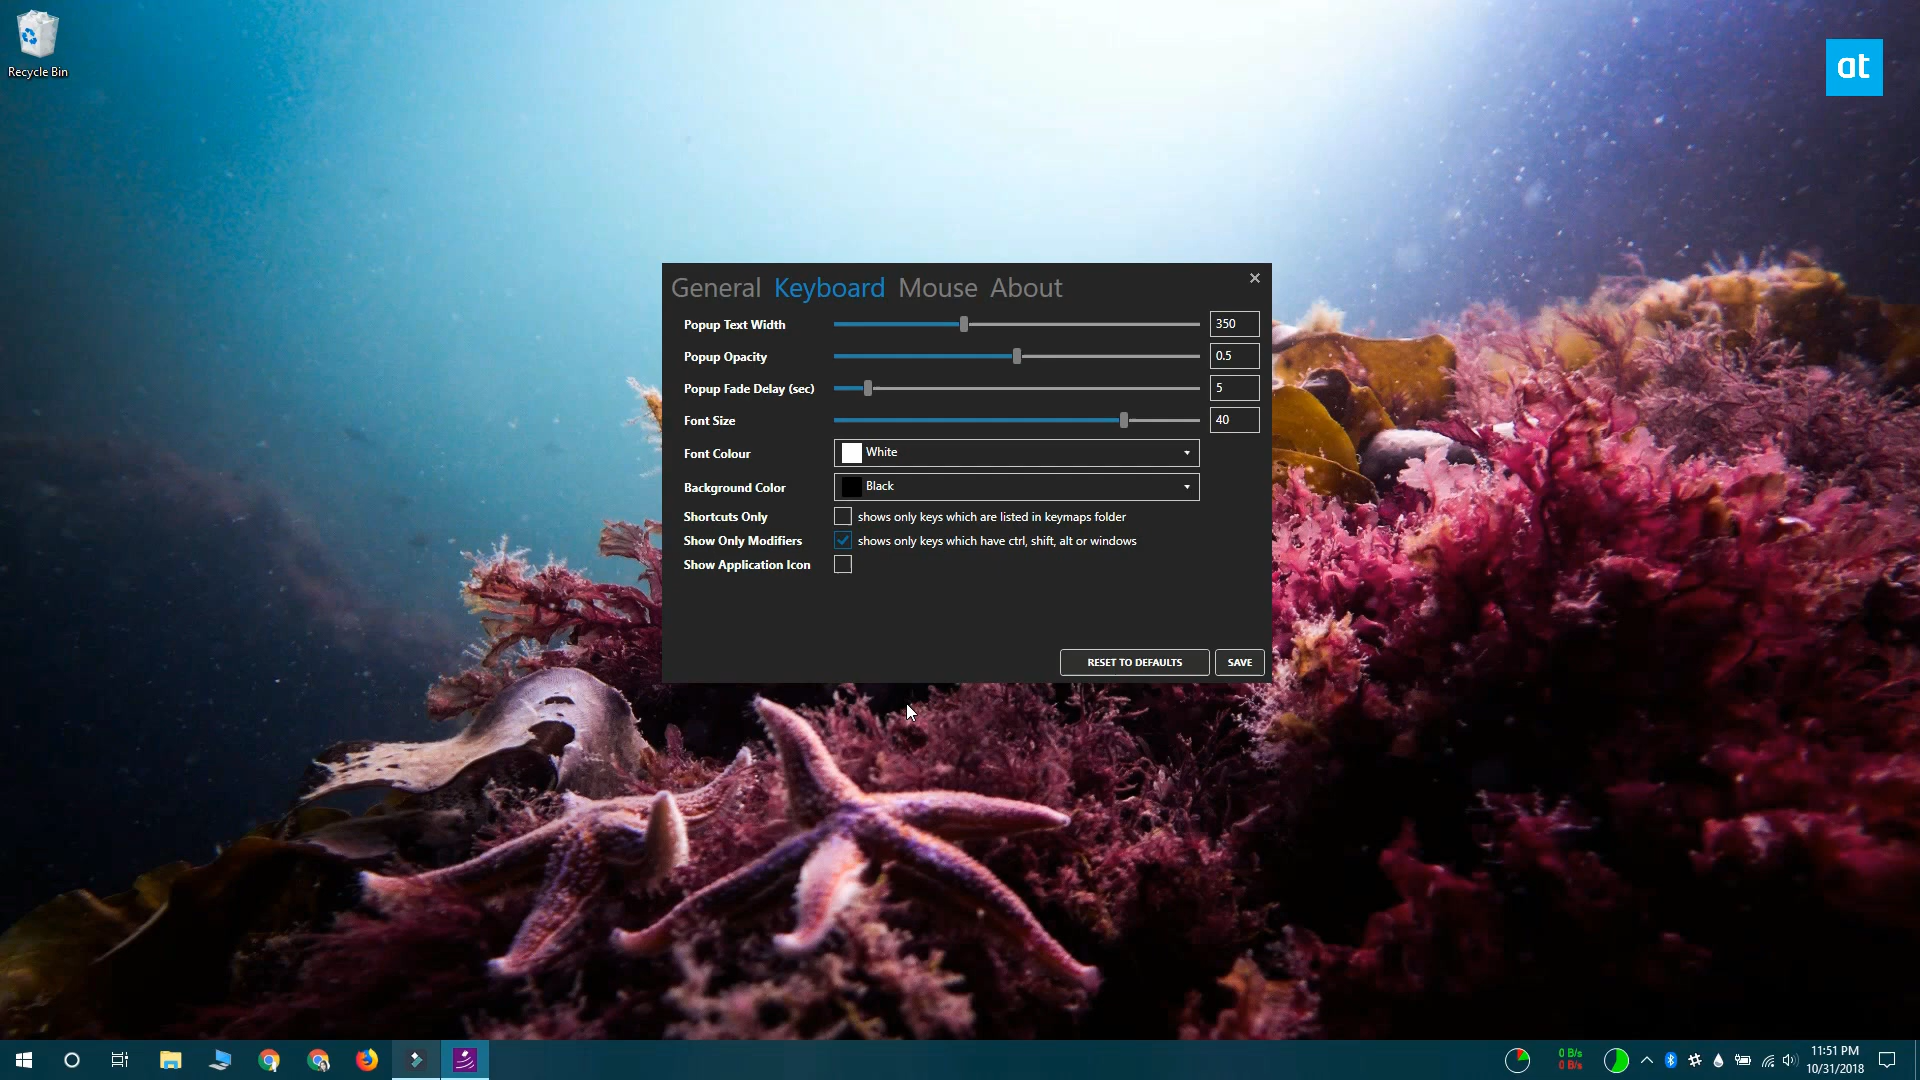 Recycle Bin
at
General Keyboard Mouse About
Popup Text Width 350
Popup Opacity 0.5
Popup Fade Delay (sec) 5
Font Size 40
Font Colour White
Background Color Black
Shortcuts Only shows only keys which are listed in keymaps folder
Show Only Modifiers shows only keys which have ctrl, shift, alt or windows
Show Application Icon
RESET TO DEFAULTS SAVE
0 B/s
0 B/s
11:51 PM
10/31/2018